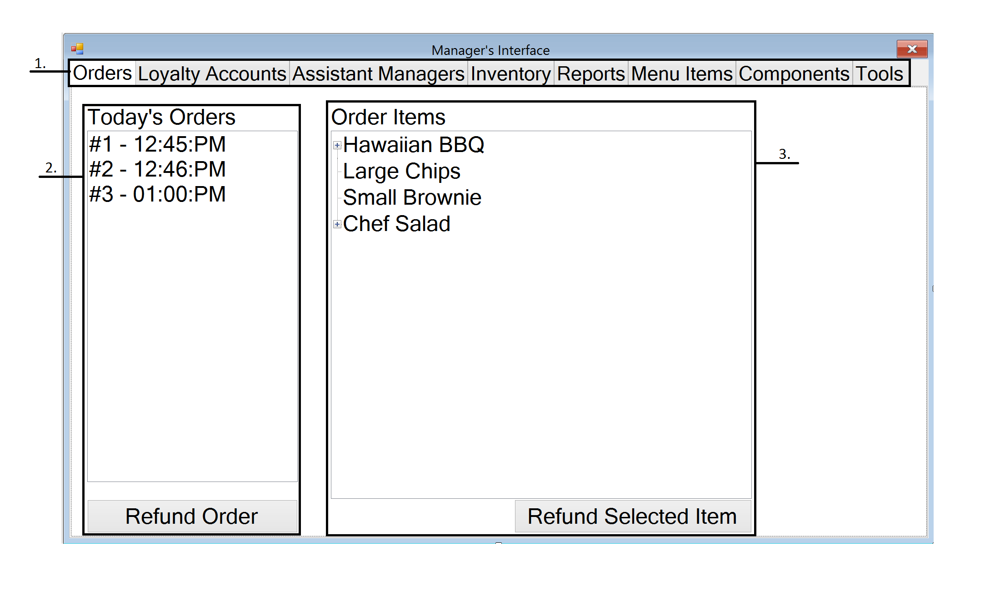 Manager's Interface
1.
Orders Loyalty Accounts Assistant Managers Inventory Reports Menu Items Components Tools
Today's Orders
#1 - 12:45:PM
#2 - 12:46:PM
#3 - 01:00:PM
2.
Refund Order
Order Items
Hawaiian BBQ
Large Chips
Small Brownie
Chef Salad
3.
Refund Selected Item